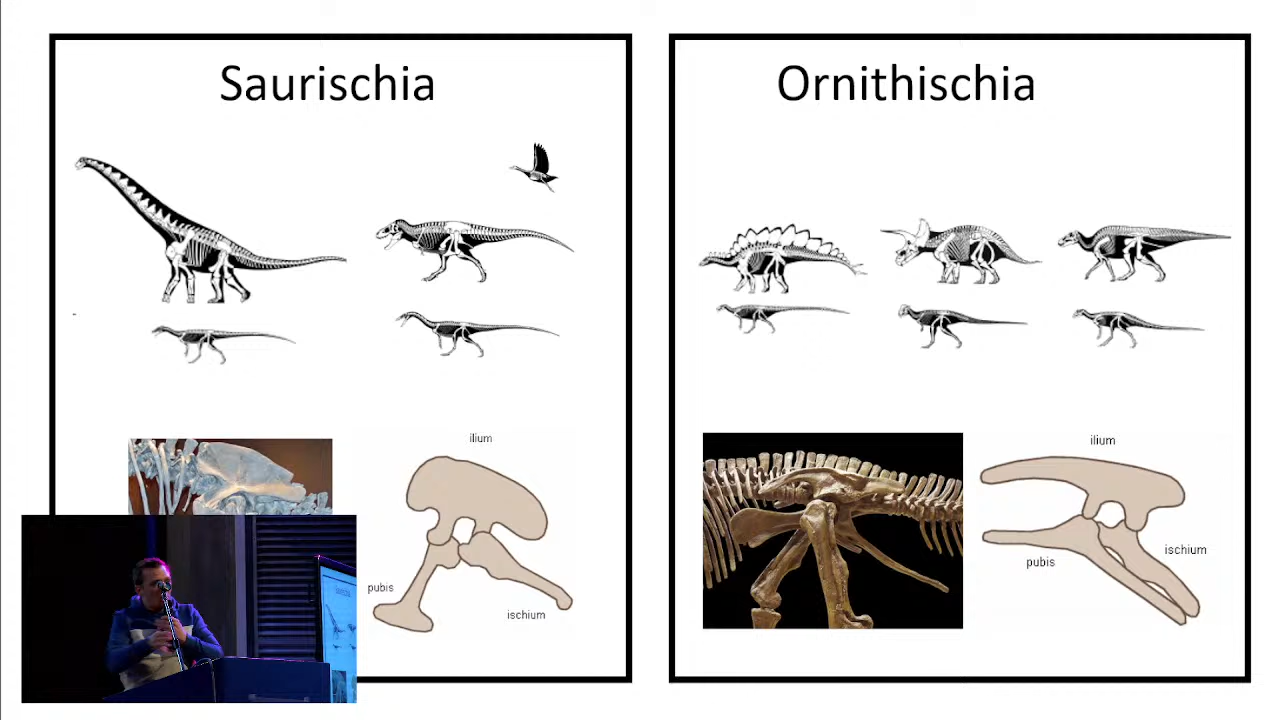 Saurischia
Ornithischia
ilium
pubis
ischium
ilium
pubis
ischium